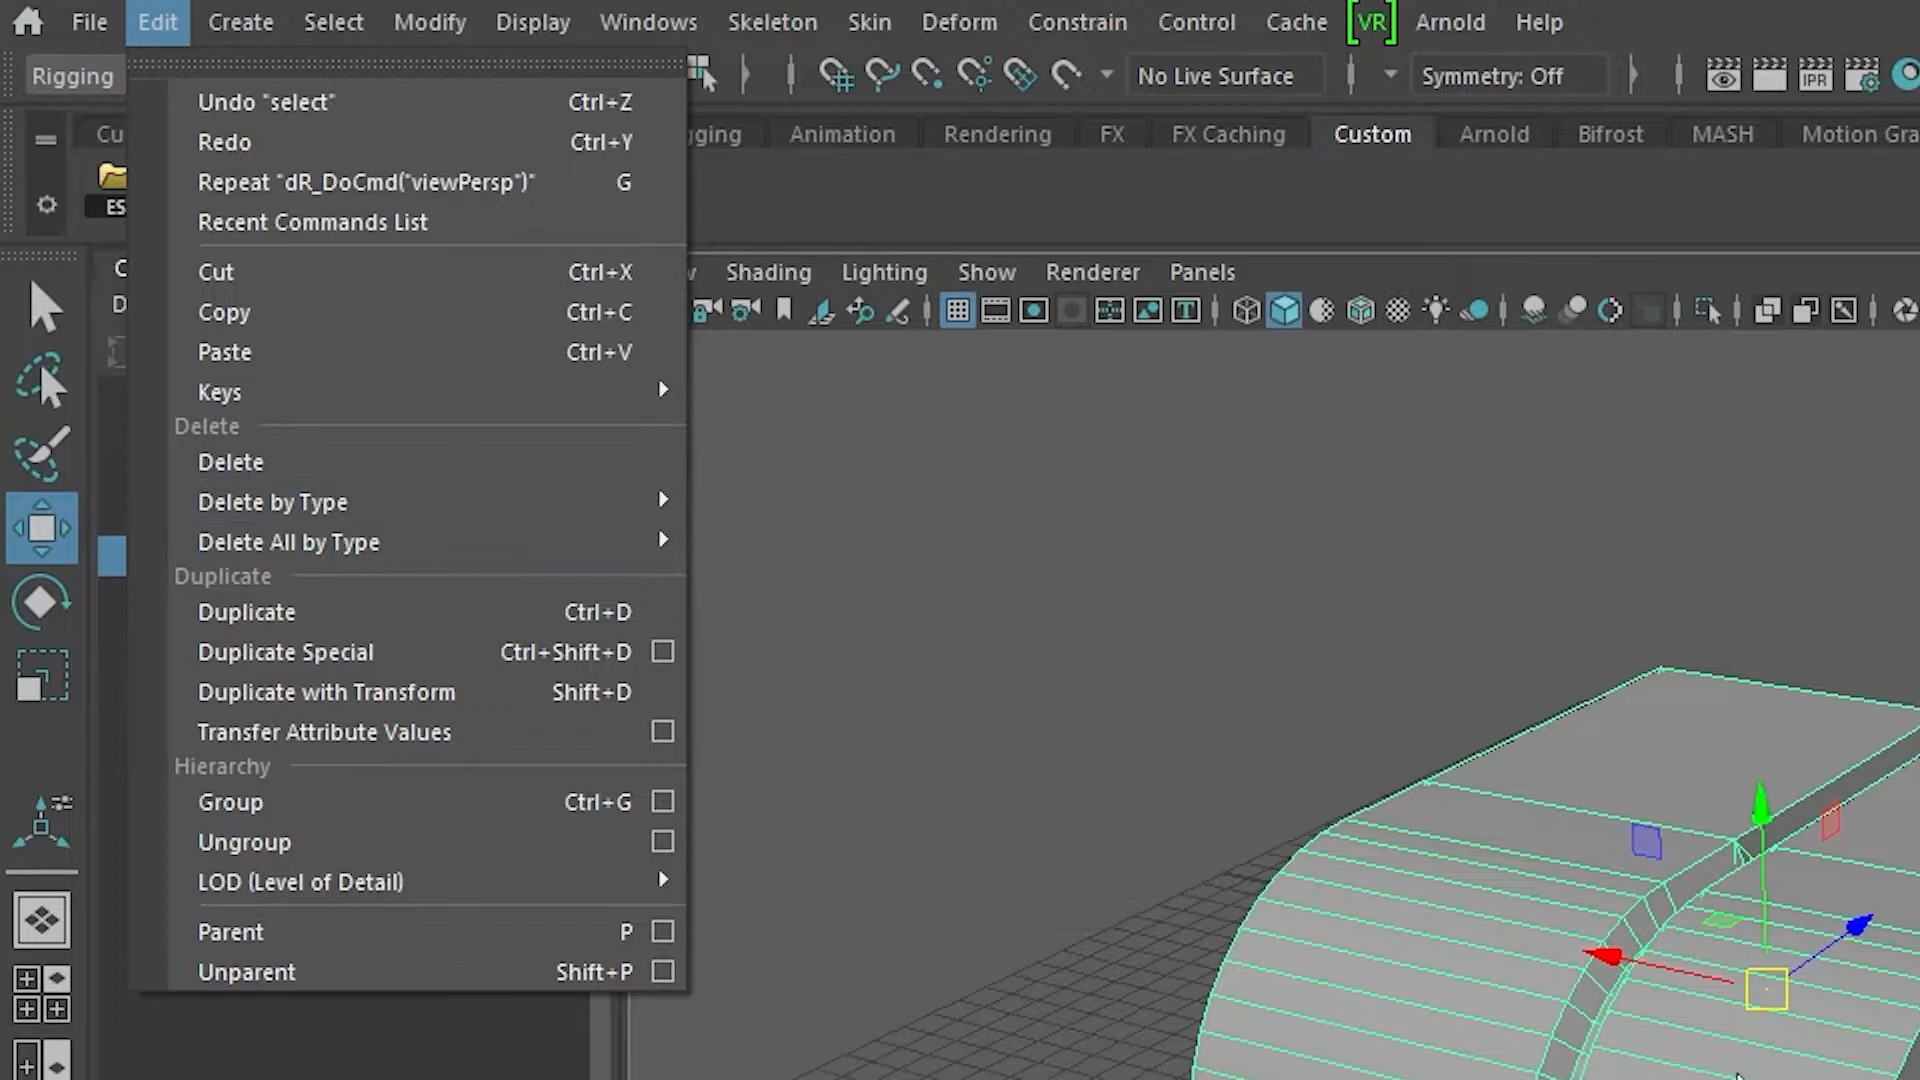 File Edit Create Select Modify Display Windows Skeleton Skin Deform Constrain Control Cache [VR] Arnold Help
Rigging No Live Surface Symmetry: Off IPR
Cu gging Animation Rendering FX FX Caching Custom Arnold Bifrost MASH Motion Gra
ES
Shading Lighting Show Renderer Panels
Undo "select" Ctrl+Z
Redo Ctrl+Y
Repeat "dR_DoCmd("viewPersp")" G
Recent Commands List
Cut Ctrl+X
Copy Ctrl+C
Paste Ctrl+V
Keys
Delete
Delete
Delete by Type
Delete All by Type
Duplicate
Duplicate Ctrl+D
Duplicate Special Ctrl+Shift+D
Duplicate with Transform Shift+D
Transfer Attribute Values
Hierarchy
Group Ctrl+G
Ungroup
LOD (Level of Detail)
Parent P
Unparent Shift+P